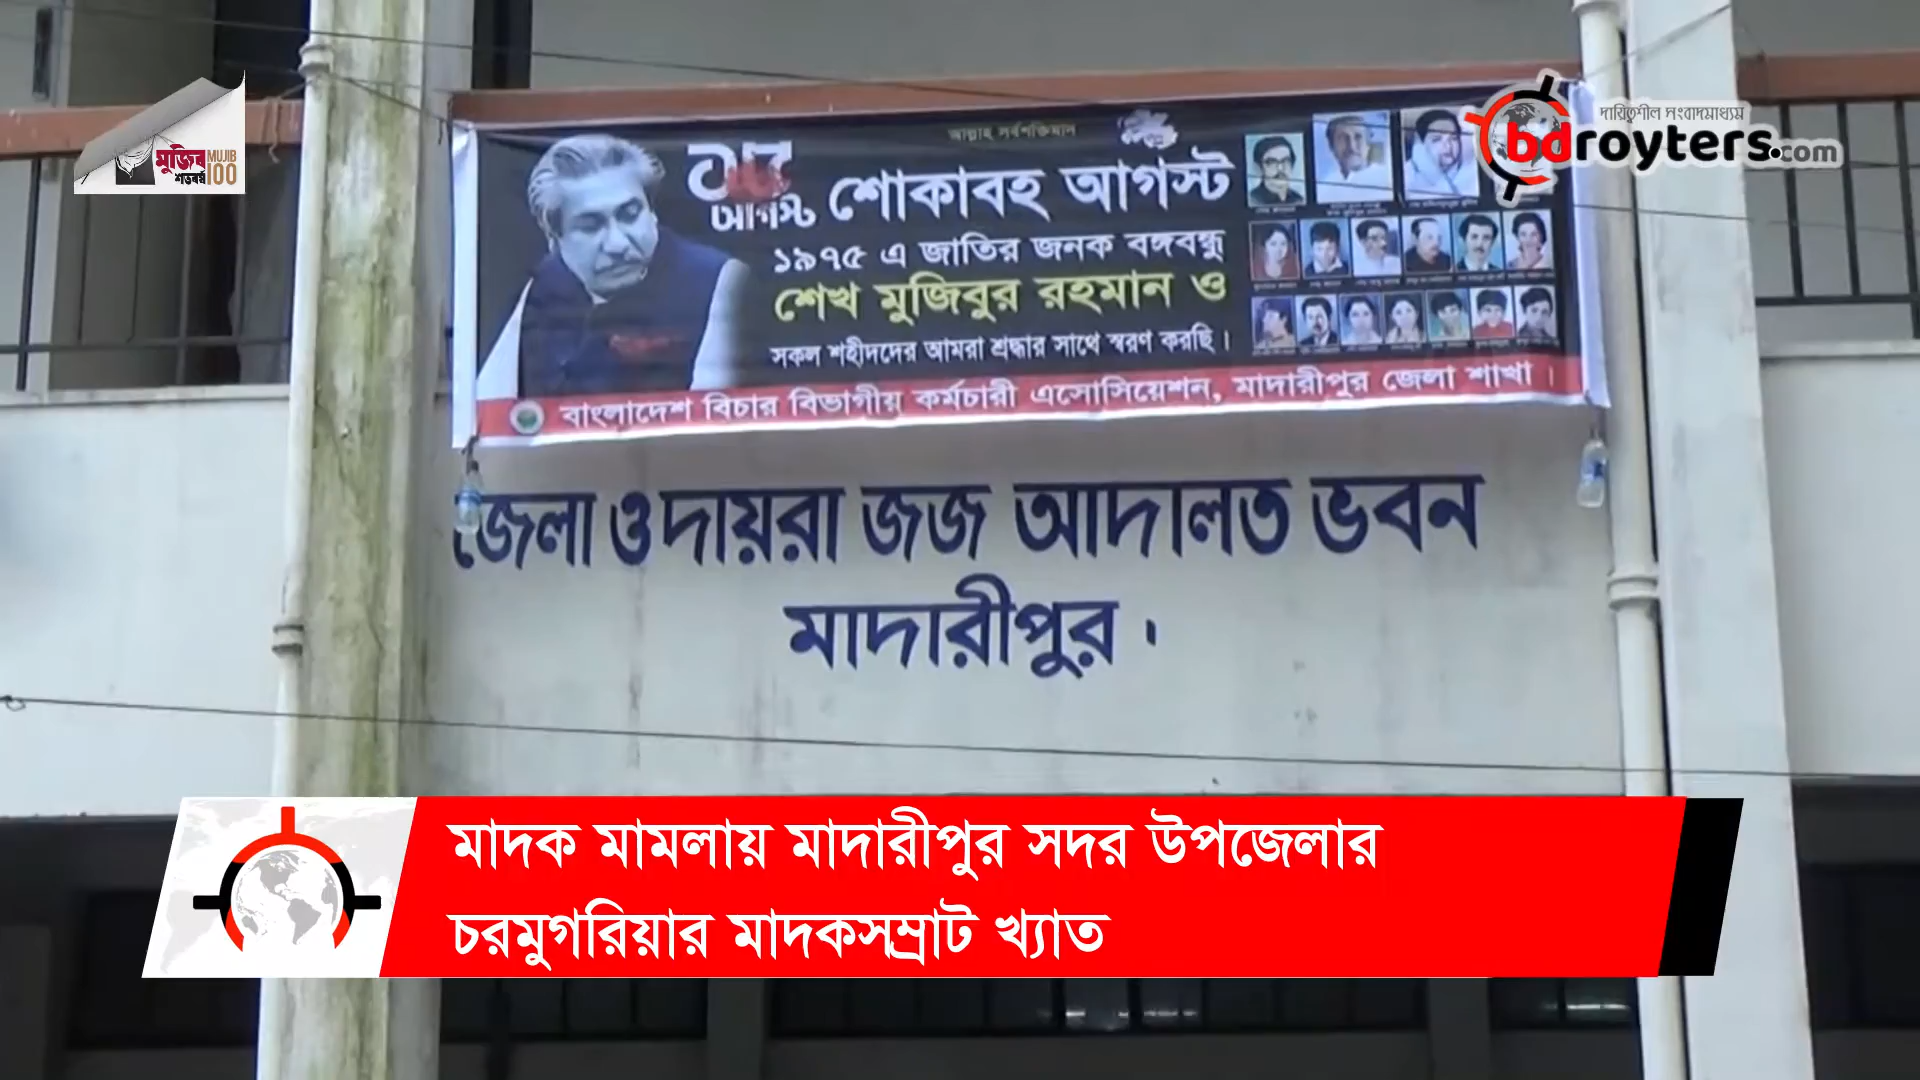 মুজিব MUJIB
শতবর্ষ 100
দায়িত্বশীল সংবাদমাধ্যম
bdroyters.com
আল্লাহ সর্বশক্তিমান
১৫ আগস্ট
শোকাবহ আগস্ট
১৯৭৫ এ জাতির জনক বঙ্গবন্ধু
শেখ মুজিবুর রহমান ও
সকল শহীদদের আমরা শ্রদ্ধার সাথে স্বরণ করছি।
বাংলাদেশ বিচার বিভাগীয় কর্মচারী এসোসিয়েশন, মাদারীপুর জেলা শাখা।
জেলা ও দায়রা জজ আদালত ভবন
মাদারীপুর।
মাদক মামলায় মাদারীপুর সদর উপজেলার
চরমুগরিয়ার মাদকসম্রাট খ্যাত